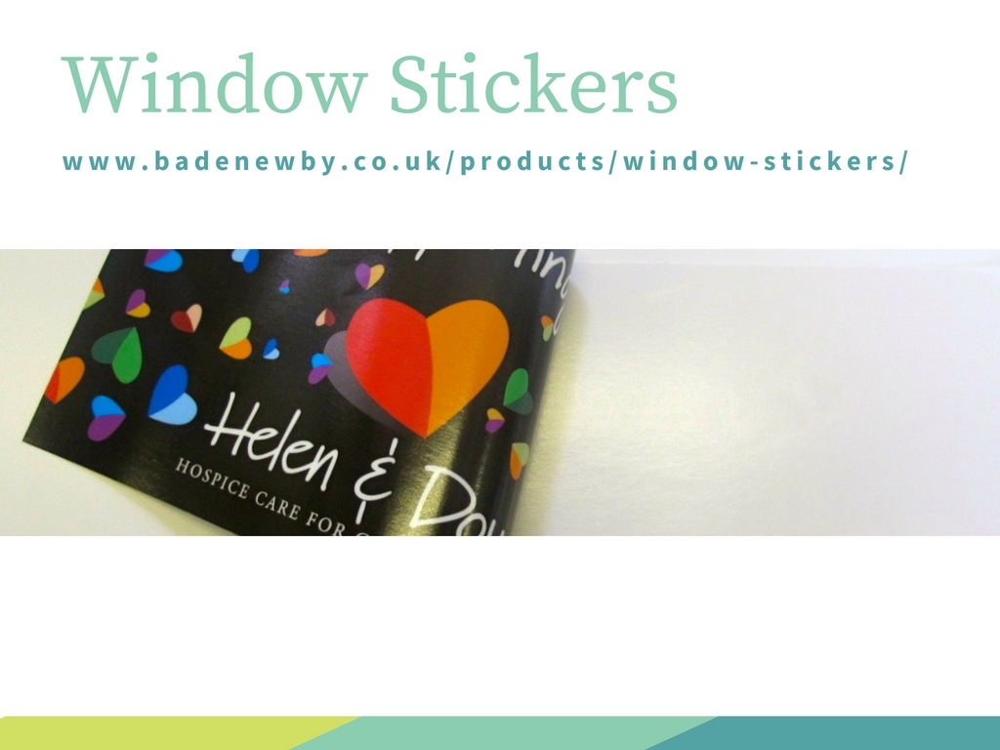 Window Stickers
www.badenewby.co.uk/products/window-stickers/
Helen &
HOSPICE CARE FOR